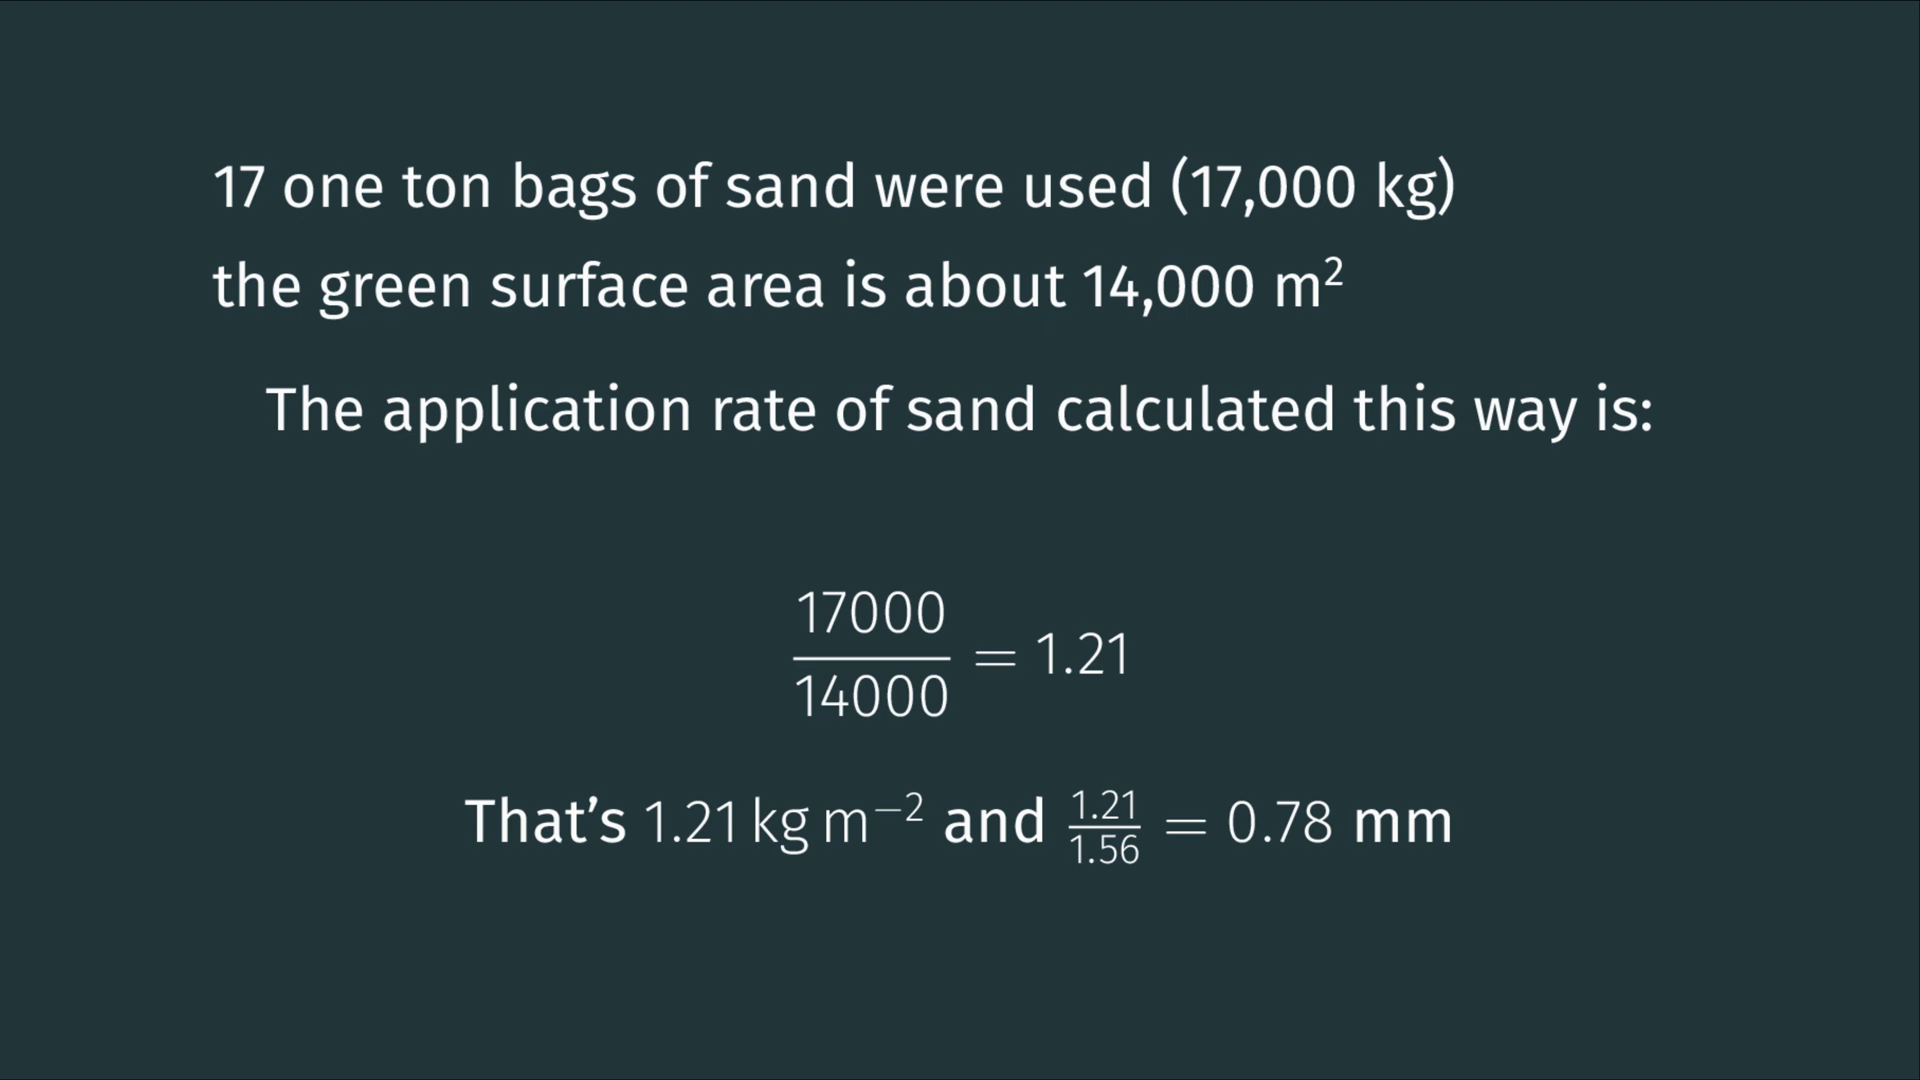 17 one ton bags of sand were used (17,000 kg)
the green surface area is about 14,000 m²
The application rate of sand calculated this way is:
17000
14000
= 1.21
That’s 1.21 kg m⁻² and 1.21/1.56 = 0.78 mm